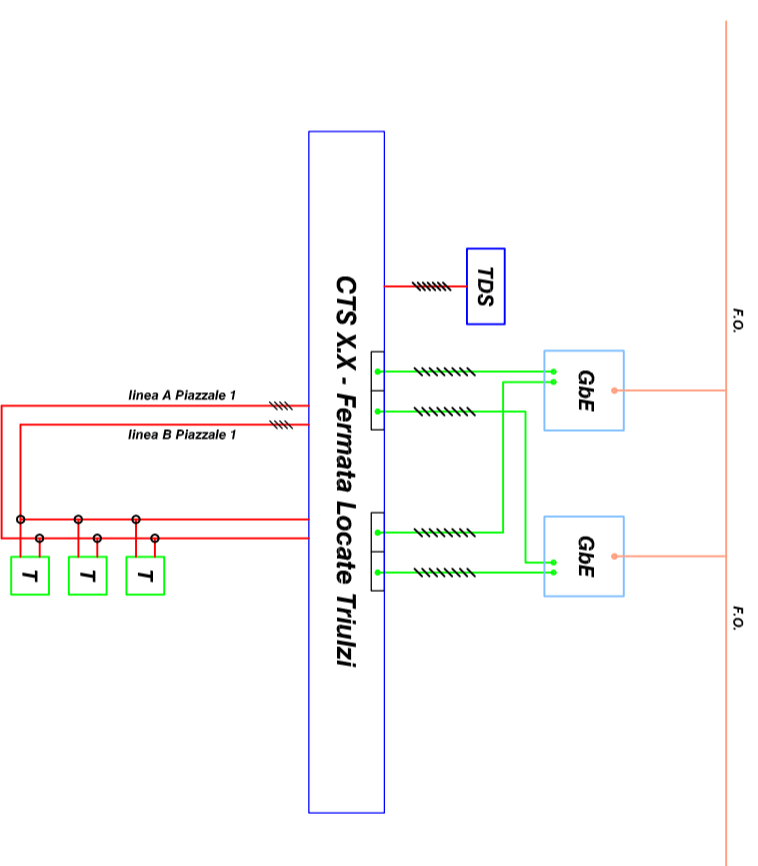 F.O.
F.O.
TDS
GbE
GbE
CTS X.X - Fermata Locate Triulzi
linea A Piazzale 1
linea B Piazzale 1
T
T
T